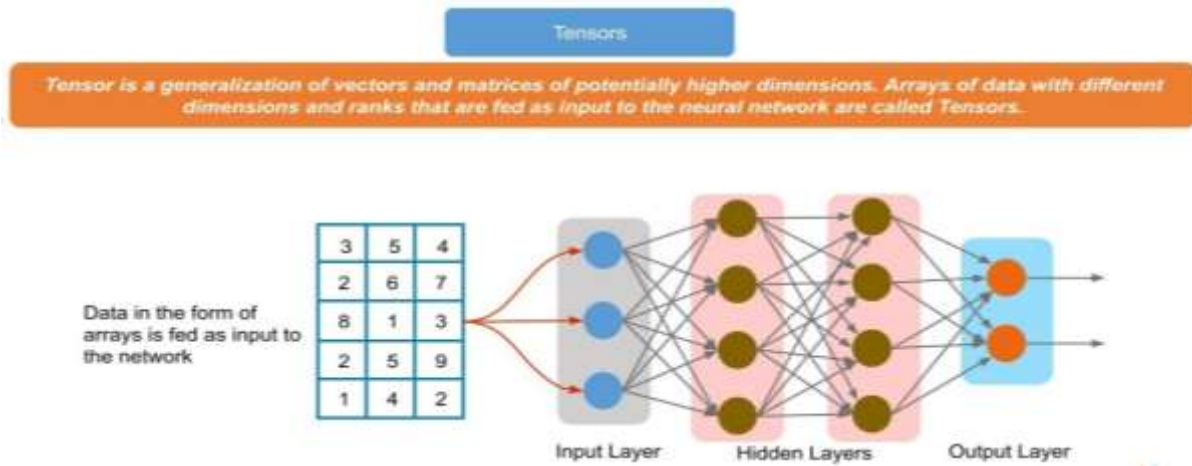 Tensors
Tensor is a generalization of vectors and matrices of potentially higher dimensions. Arrays of data with different
dimensions and ranks that are fed as input to the neural network are called Tensors.
3 5 4
2 6 7
8 1 3
2 5 9
1 4 2
Data in the form of
arrays is fed as input to
the network
Input Layer
Hidden Layers
Output Layer